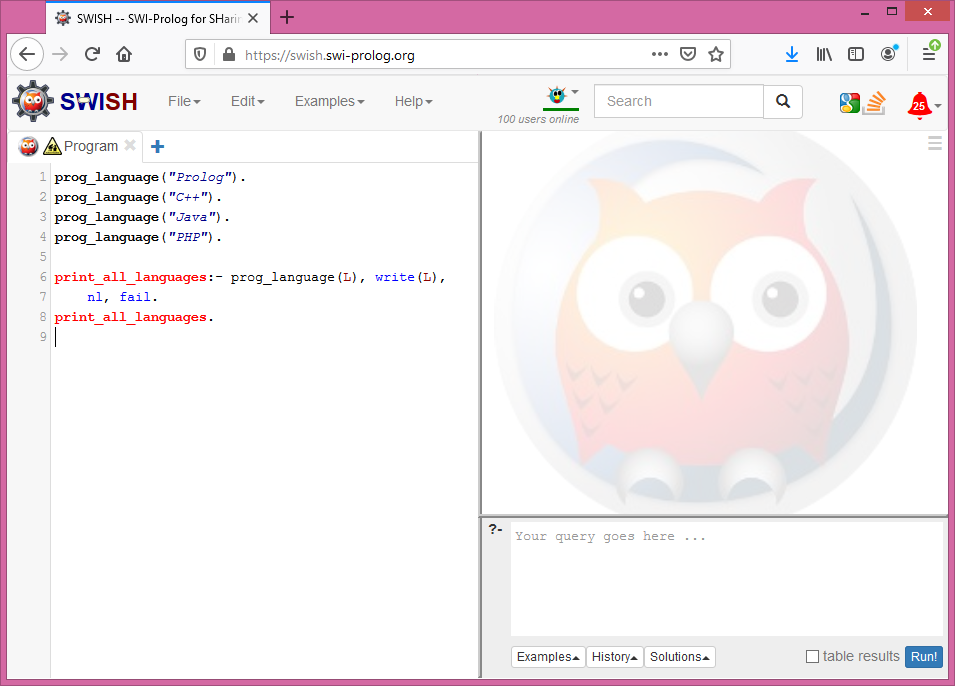 SWISH -- SWI-Prolog for SHarin
https://swish.swi-prolog.org
SWISH File Edit Examples Help 100 users online Search 25
Program
1 prog_language("Prolog").
2 prog_language("C++").
3 prog_language("Java").
4 prog_language("PHP").
5
6 print_all_languages:- prog_language(L), write(L),
7 nl, fail.
8 print_all_languages.
9
?- Your query goes here ...
Examples History Solutions table results Run!